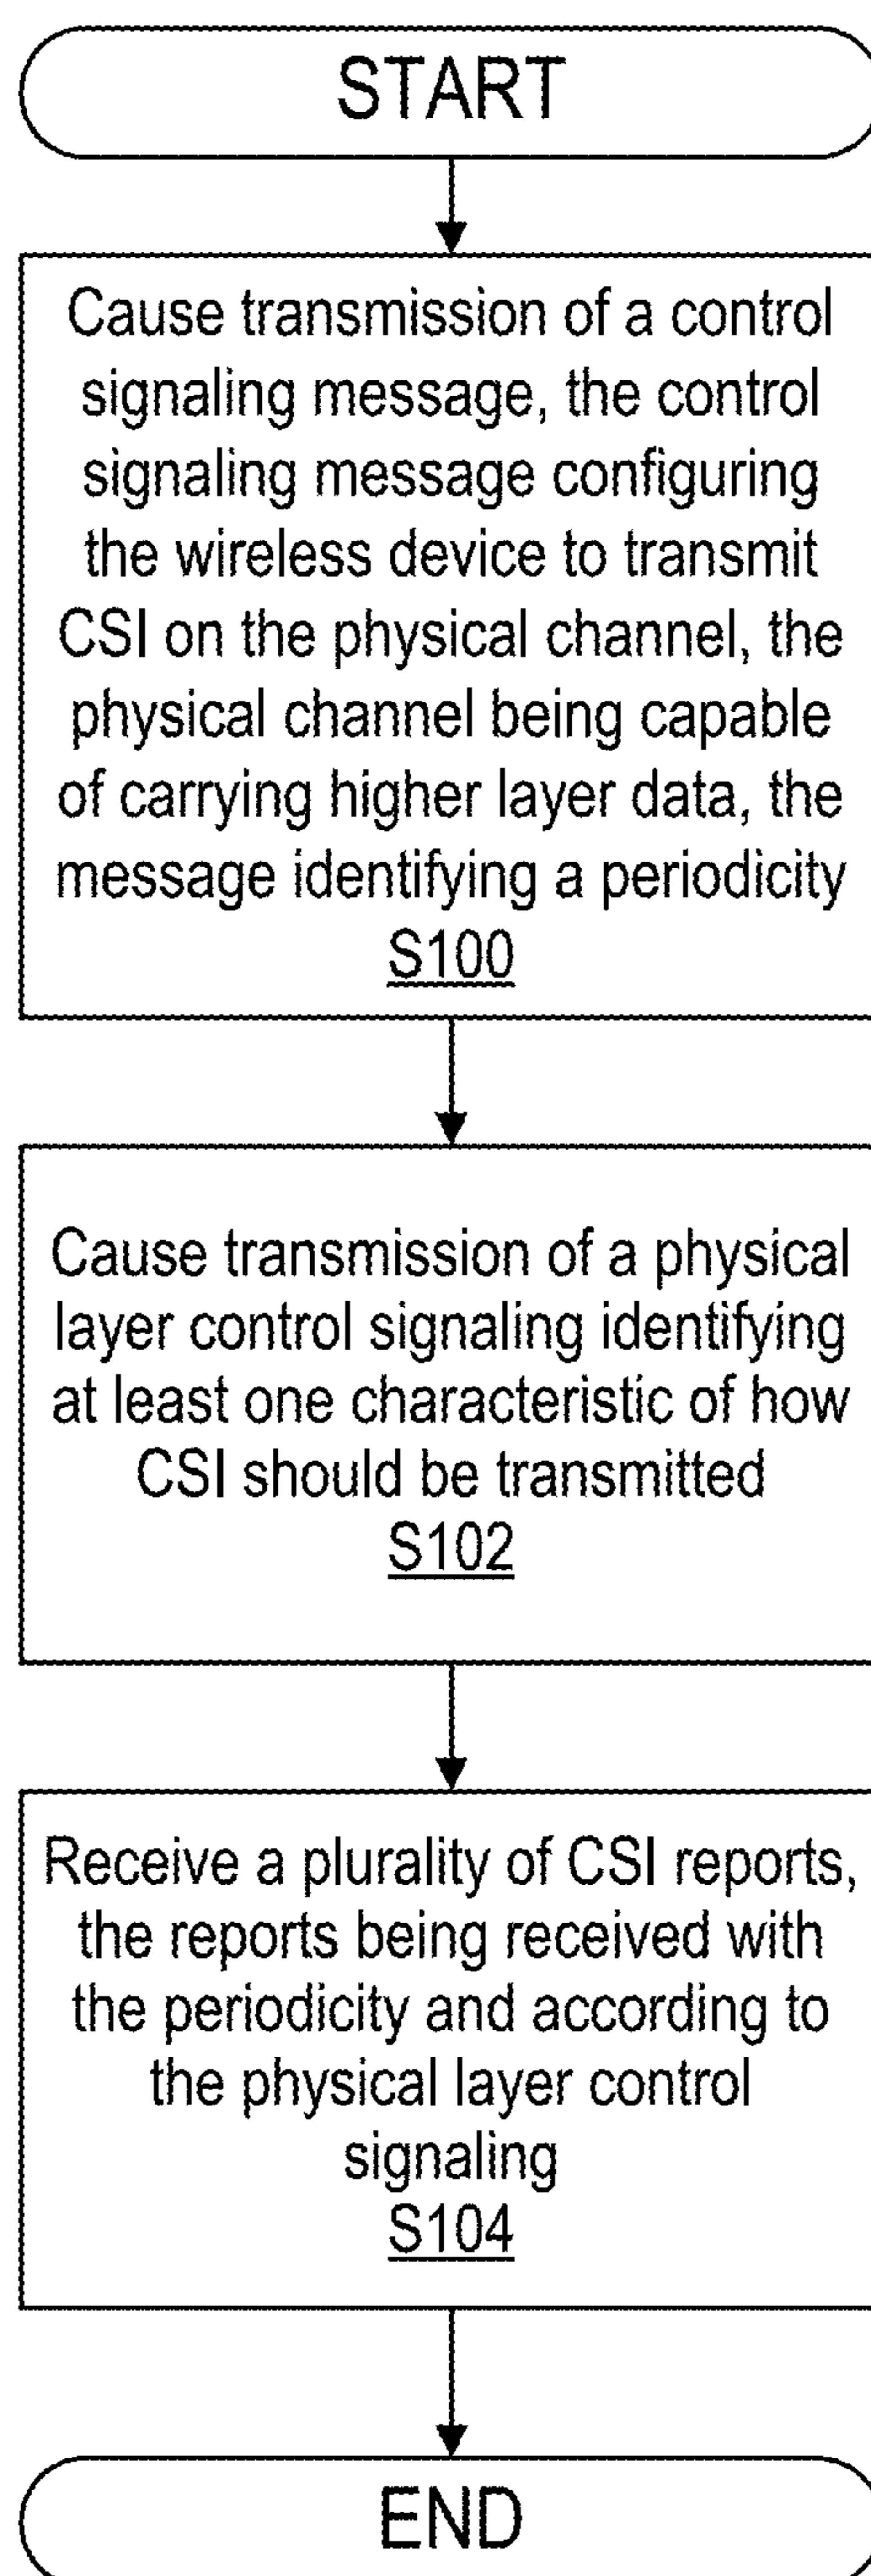 START
Cause transmission of a control
signaling message, the control
signaling message configuring
the wireless device to transmit
CSI on the physical channel, the
physical channel being capable
of carrying higher layer data, the
message identifying a periodicity
S100
Cause transmission of a physical
layer control signaling identifying
at least one characteristic of how
CSI should be transmitted
S102
Receive a plurality of CSI reports,
the reports being received with
the periodicity and according to
the physical layer control
signaling
S104
END